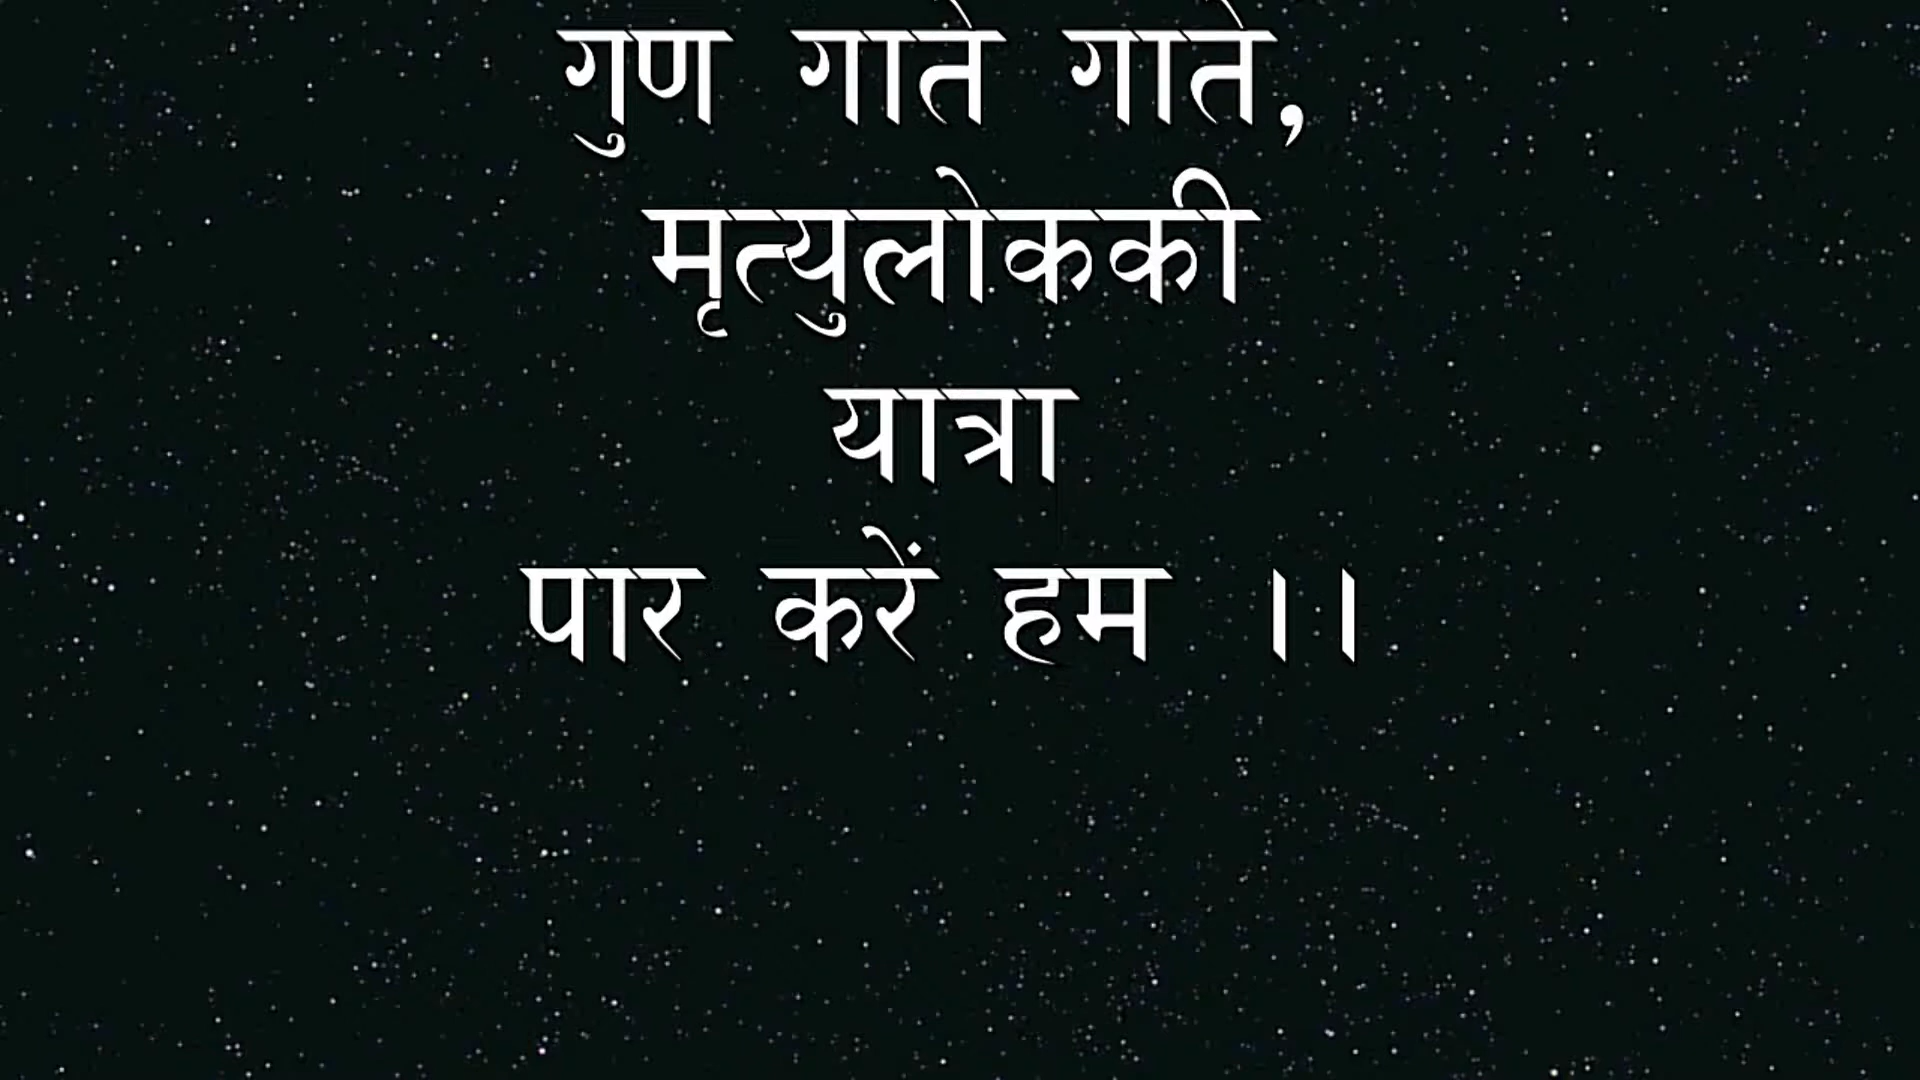 गुण गाते गाते,
मृत्युलोककी
यात्रा
पार करें हम ।।